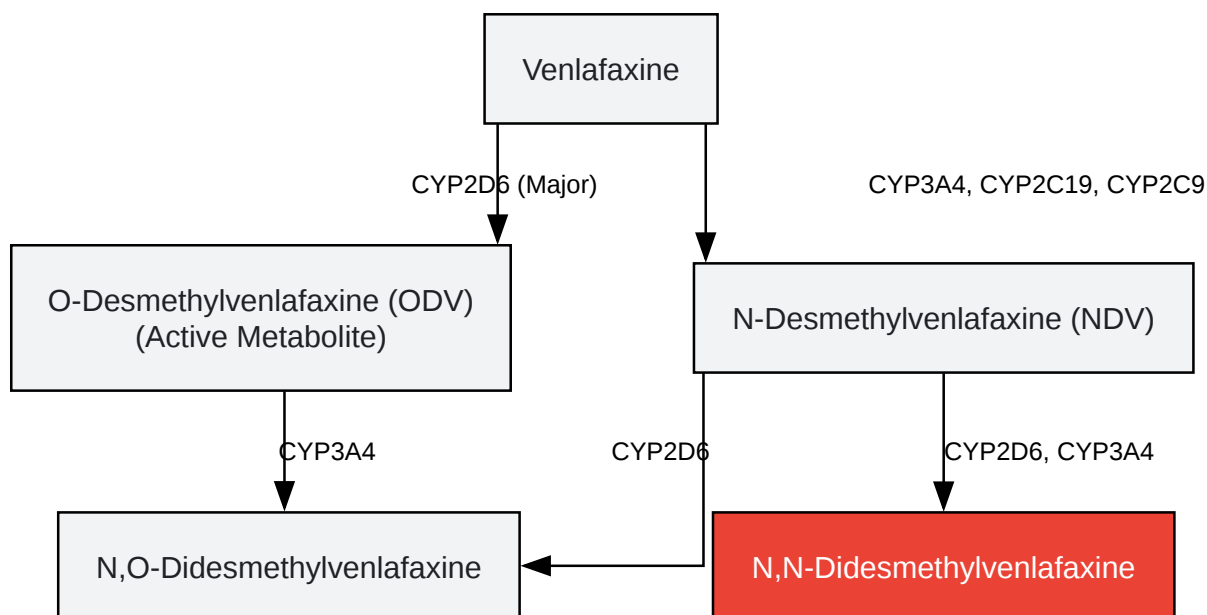 Venlafaxine
CYP2D6 (Major)
CYP3A4, CYP2C19, CYP2C9
O-Desmethylvenlafaxine (ODV)
(Active Metabolite)
N-Desmethylvenlafaxine (NDV)
CYP3A4
CYP2D6
CYP2D6, CYP3A4
N,O-Didesmethylvenlafaxine
N,N-Didesmethylvenlafaxine